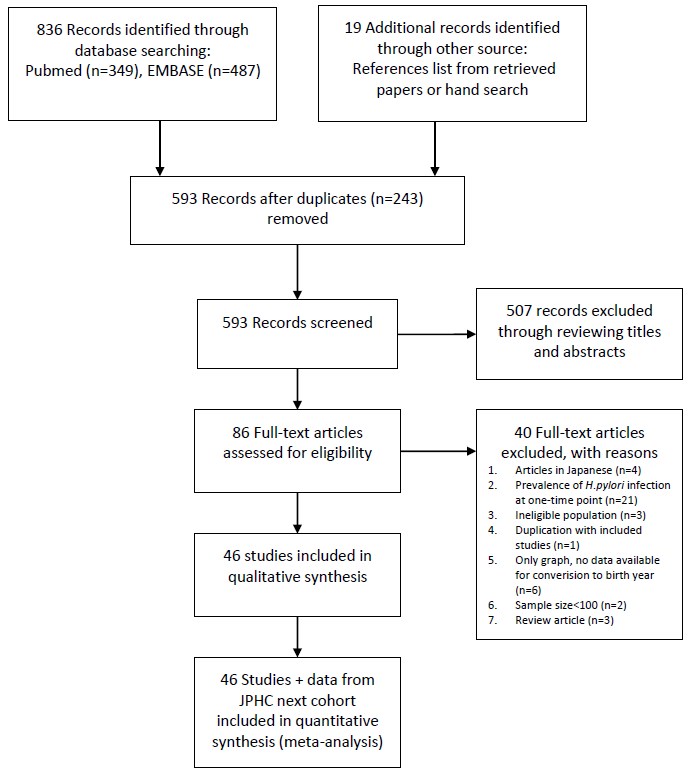 836 Records identified through
database searching:
Pubmed (n=349), EMBASE (n=487)
19 Additional records identified
through other source:
References list from retrieved
papers or hand search
593 Records after duplicates (n=243)
removed
593 Records screened
507 records excluded
through reviewing titles
and abstracts
86 Full-text articles
assessed for eligibility
40 Full-text articles
excluded, with reasons
1. Articles in Japanese (n=4)
2. Prevalence of H.pylori infection
at one-time point (n=21)
3. Ineligible population (n=3)
4. Duplication with included
studies (n=1)
5. Only graph, no data available
for converision to birth year
(n=6)
6. Sample size<100 (n=2)
7. Review article (n=3)
46 studies included in
qualitative synthesis
46 Studies + data from
JPHC next cohort
included in quantitative
synthesis (meta-analysis)